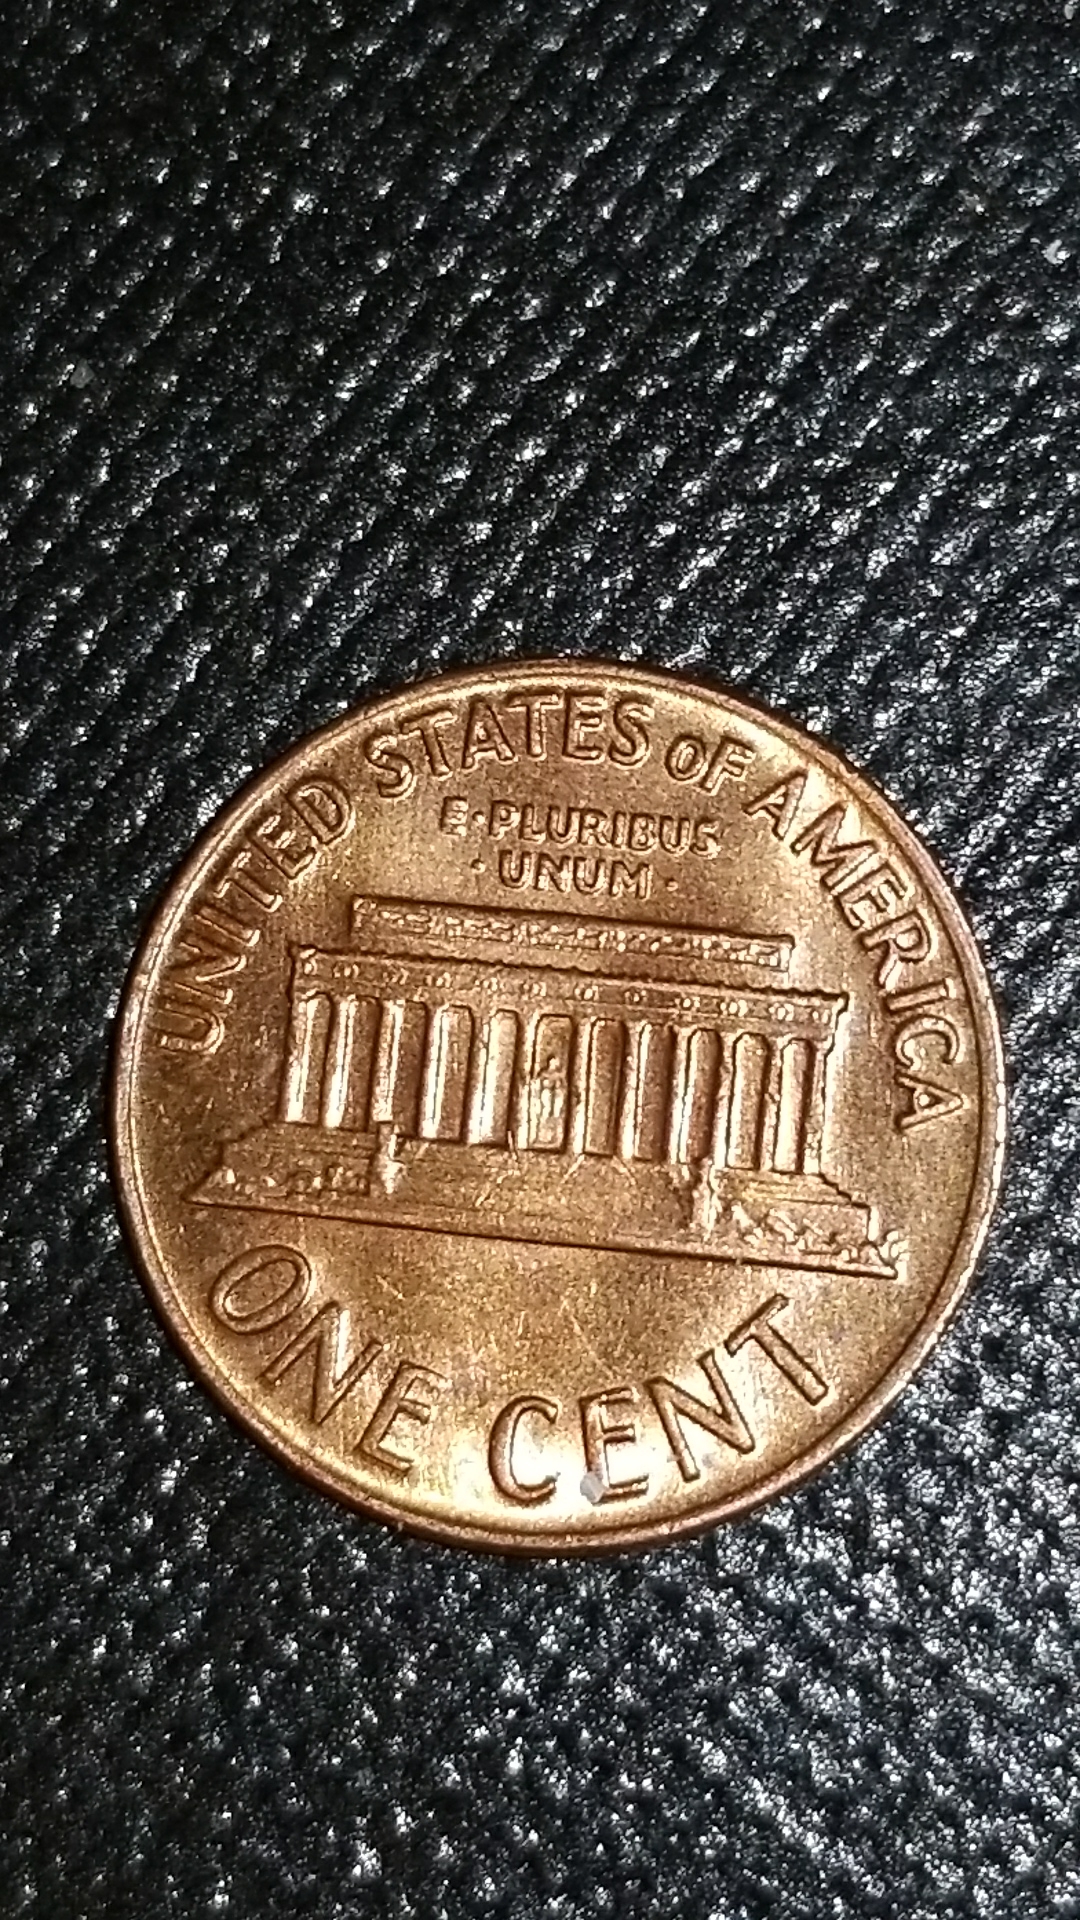 UNITED STATES OF AMERICA
E·PLURIBUS
·UNUM·
ONE CENT